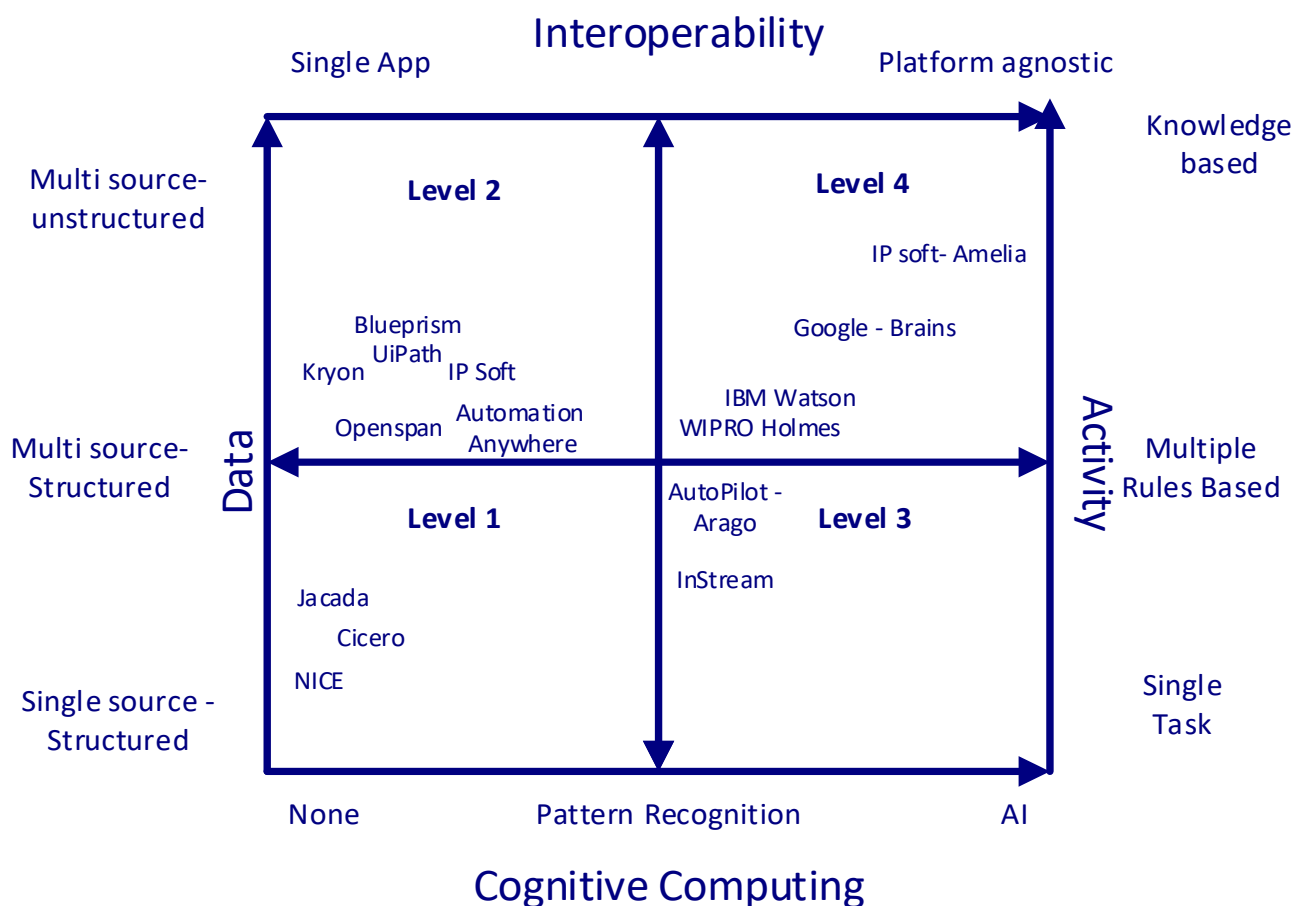 Interoperability
Single App
Platform agnostic
Knowledge
based
Multi source-
unstructured
Level 2
Level 4
IP soft- Amelia
Blueprism
Google - Brains
UiPath
Kryon
IP Soft
IBM Watson
Automation
Anywhere
Openspan
WIPRO Holmes
Data
Activity
Multi source-
Structured
Multiple
Rules Based
AutoPilot -
Arago
Level 1
Level 3
InStream
Jacada
Cicero
NICE
Single source -
Structured
Single
Task
None
Pattern Recognition
AI
Cognitive Computing